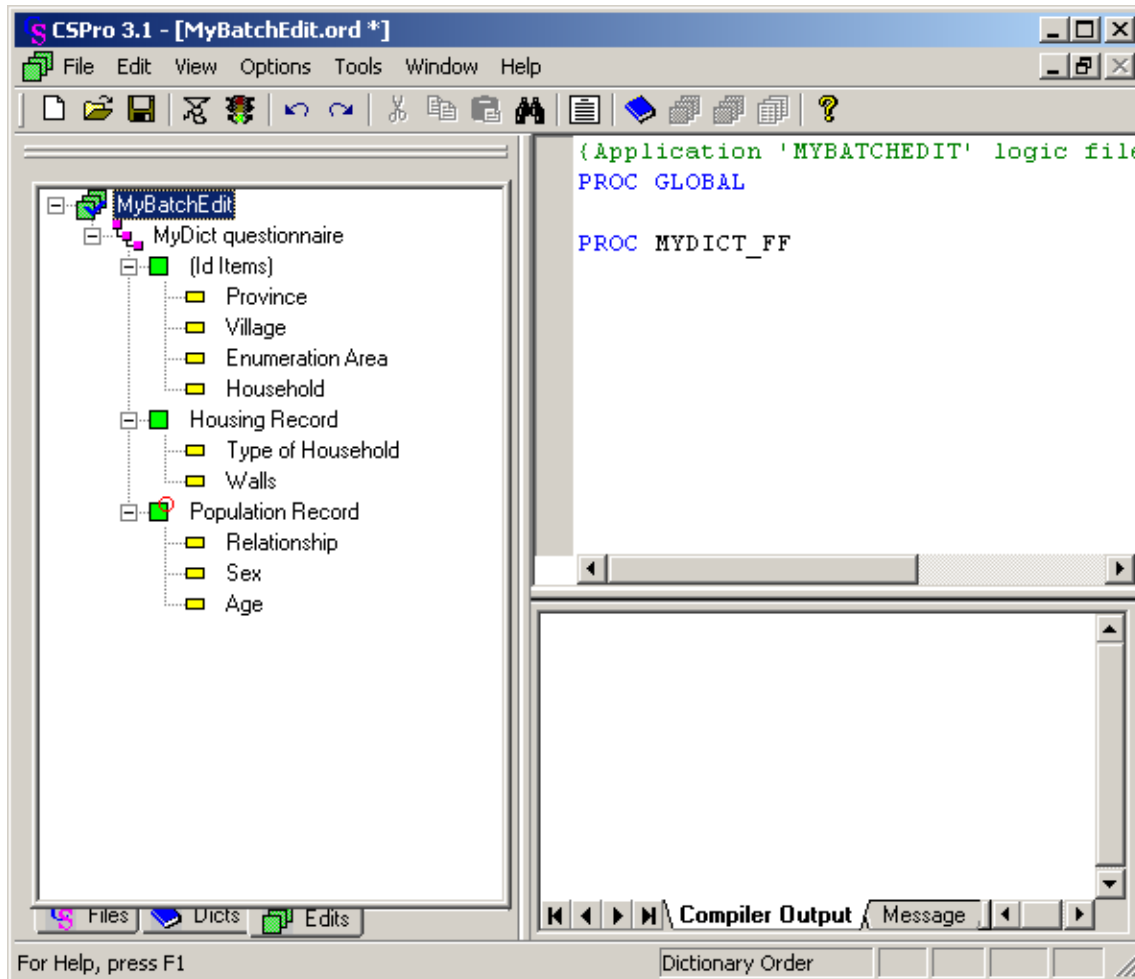 CSPro 3.1 - [MyBatchEdit.ord *]
File Edit View Options Tools Window Help
{Application 'MYBATCHEDIT' logic file
PROC GLOBAL
PROC MYDICT_FF
MyBatchEdit
MyDict questionnaire
(Id Items)
Province
Village
Enumeration Area
Household
Housing Record
Type of Household
Walls
Population Record
Relationship
Sex
Age
Files Dicts Edits
Compiler Output Message
For Help, press F1 Dictionary Order